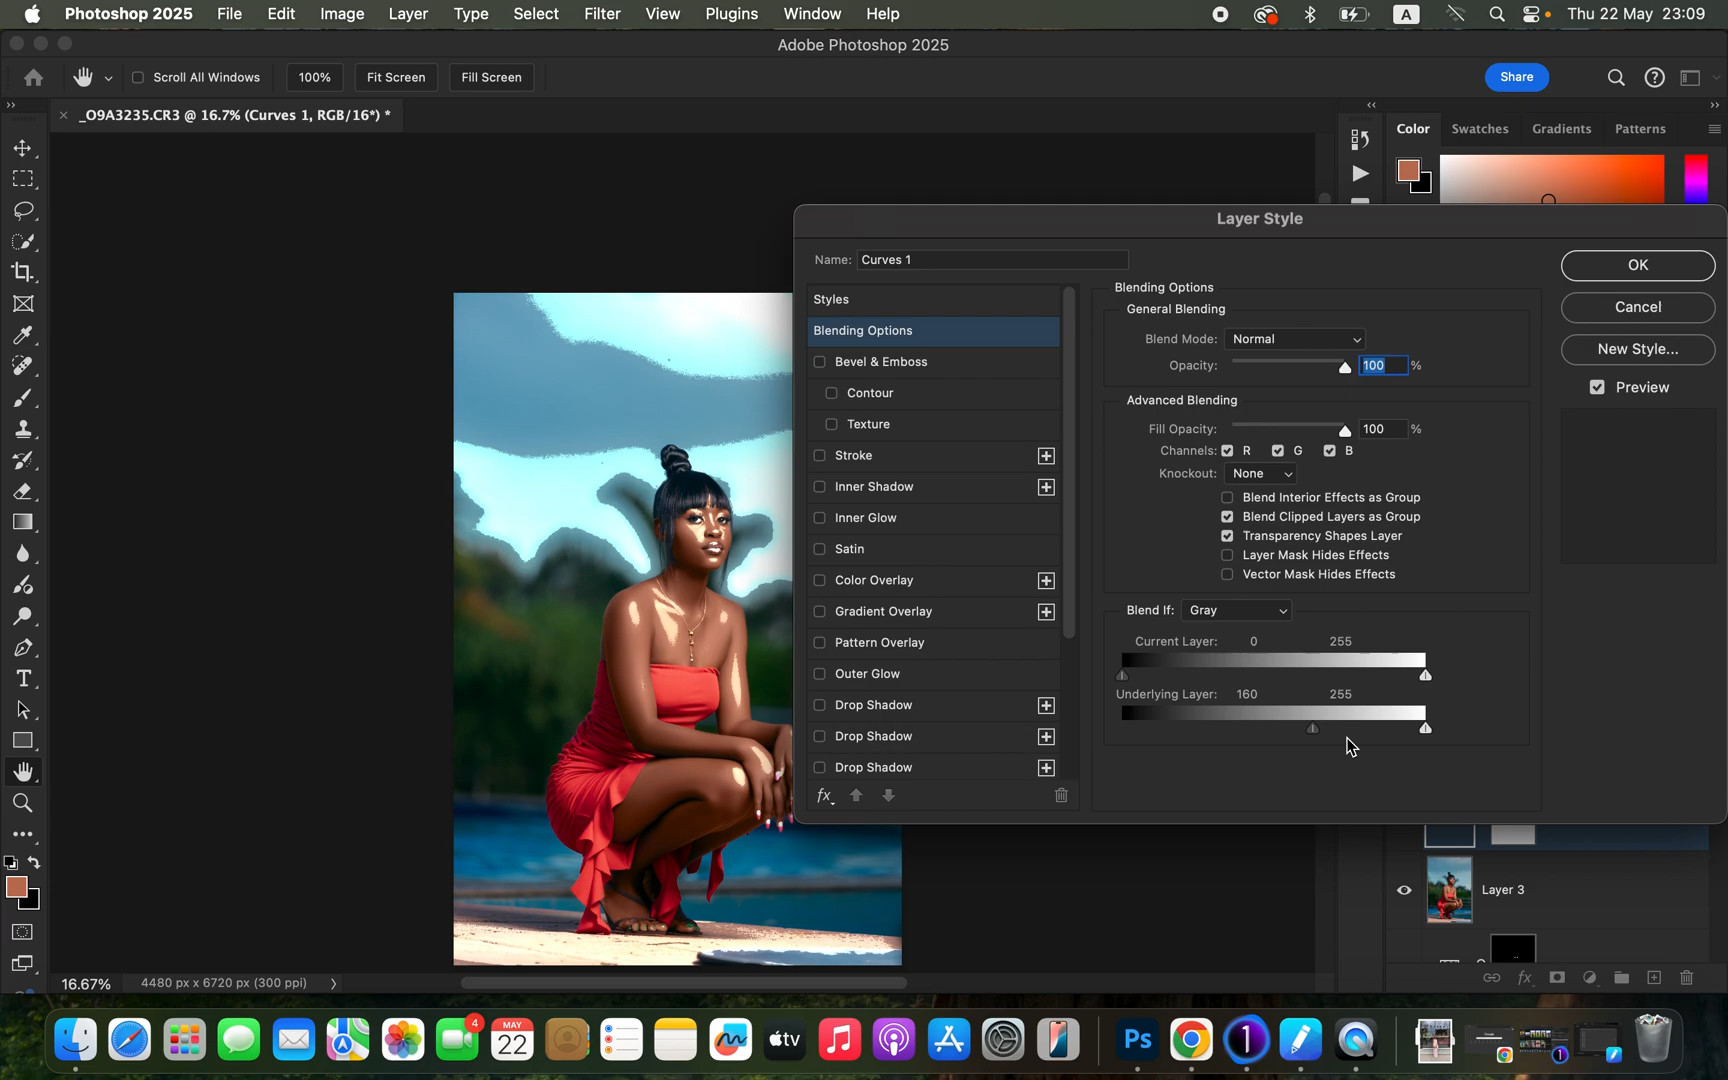 Photoshop 2025 File Edit Image Layer Type Select Filter View Plugins Window Help A Thu 22 May 23:09
Adobe Photoshop 2025
Scroll All Windows 100% Fit Screen Fill Screen Share
_O9A3235.CR3 @ 16.7% (Curves 1, RGB/16*) *
Color Swatches Gradients Patterns
Layer Style
Name: Curves 1
OK
Cancel
New Style...
Preview
Styles
Blending Options
Bevel & Emboss
Contour
Texture
Stroke
Inner Shadow
Inner Glow
Satin
Color Overlay
Gradient Overlay
Pattern Overlay
Outer Glow
Drop Shadow
Drop Shadow
Drop Shadow
fx
Blending Options
General Blending
Blend Mode: Normal
Opacity: 100 %
Advanced Blending
Fill Opacity: 100 %
Channels: R G B
Knockout: None
Blend Interior Effects as Group
Blend Clipped Layers as Group
Transparency Shapes Layer
Layer Mask Hides Effects
Vector Mask Hides Effects
Blend If: Gray
Current Layer: 0 255
Underlying Layer: 160 255
Layer 3
fx
16.67% 4480 px x 6720 px (300 ppi)
4
MAY
22
tv
Ps
1